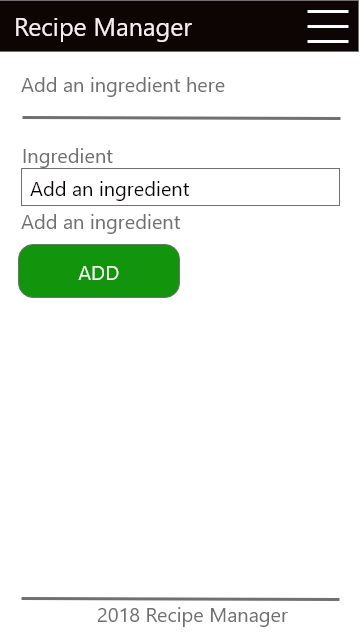 Recipe Manager
Add an ingredient here
Ingredient
Add an ingredient
Add an ingredient
ADD
2018 Recipe Manager